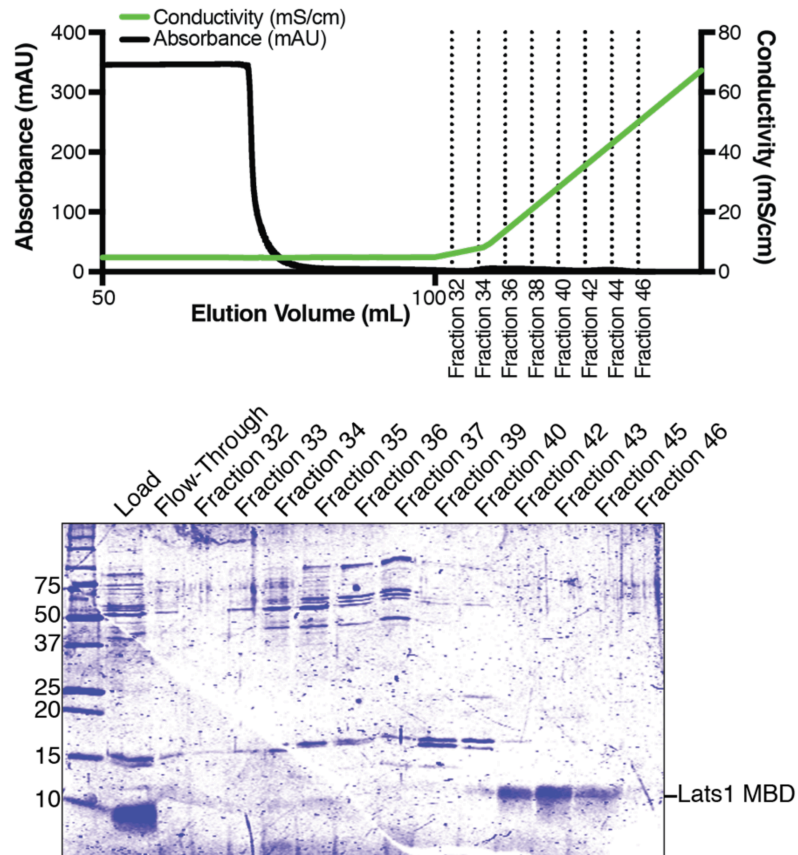 Conductivity (mS/cm)
Absorbance (mAU)
400
300
200
100
0
Absorbance (mAU)
80
60
40
20
0
Conductivity (mS/cm)
50
100
Elution Volume (mL)
Fraction 32
Fraction 34
Fraction 36
Fraction 38
Fraction 40
Fraction 42
Fraction 44
Fraction 46
Load
Flow-Through
Fraction 32
Fraction 33
Fraction 34
Fraction 35
Fraction 36
Fraction 37
Fraction 39
Fraction 40
Fraction 42
Fraction 43
Fraction 45
Fraction 46
75
50
37
25
20
15
10
Lats1 MBD